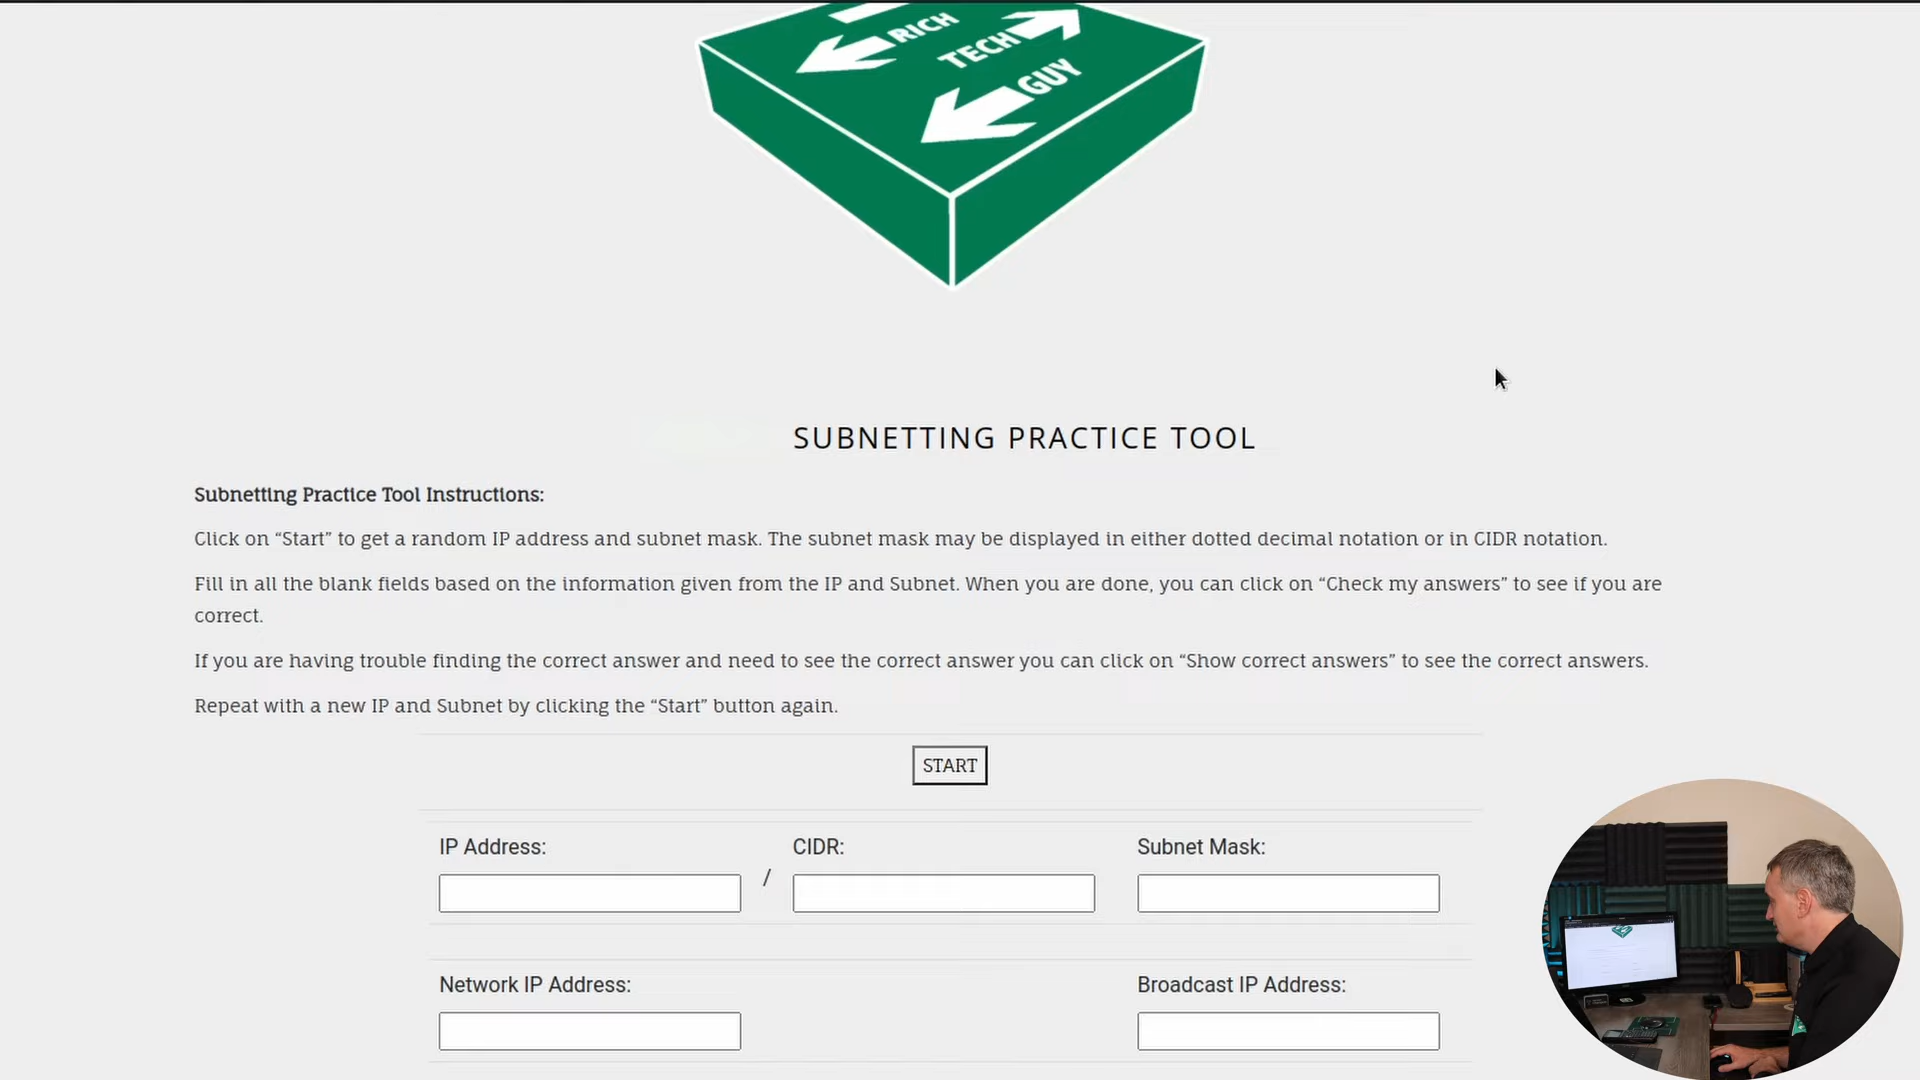 RICH
TECH
GUY
SUBNETTING PRACTICE TOOL
Subnetting Practice Tool Instructions:
Click on “Start” to get a random IP address and subnet mask. The subnet mask may be displayed in either dotted decimal notation or in CIDR notation.
Fill in all the blank fields based on the information given from the IP and Subnet. When you are done, you can click on “Check my answers” to see if you are
correct.
If you are having trouble finding the correct answer and need to see the correct answer you can click on “Show correct answers” to see the correct answers.
Repeat with a new IP and Subnet by clicking the “Start” button again.
START
IP Address:
/
CIDR:
Subnet Mask:
Network IP Address:
Broadcast IP Address: